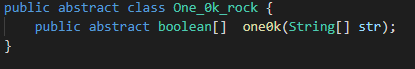 public abstract class One_0k_rock {
    public abstract boolean[]  one0k(String[] str);
}